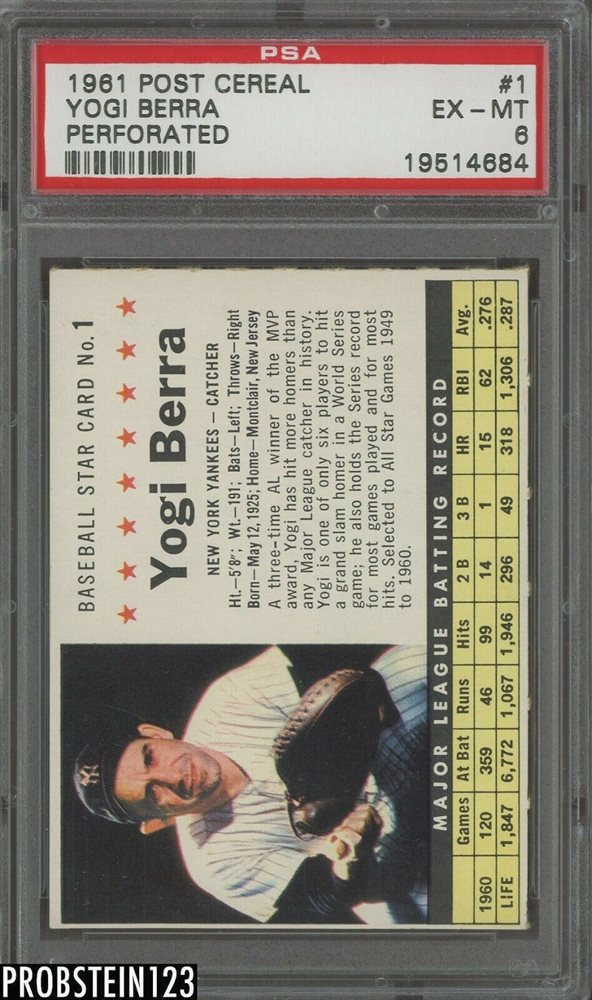 PSA
1961 POST CEREAL #1
YOGI BERRA EX - MT
PERFORATED 6
19514684
BASEBALL STAR CARD No. 1
Yogi Berra
NEW YORK YANKEES – CATCHER
Ht.—5'8"; Wt.—191; Bats—Left; Throws—Right
Born—May 12, 1925; Home—Montclair, New Jersey
A three-time AL winner of the MVP
award, Yogi has hit more homers than
any Major League catcher in history.
Yogi is one of only six players to hit
a grand slam homer in a World Series
game; he also holds the Series record
for most games played and for most
hits. Selected to All Star Games 1949
to 1960.
NY
MAJOR LEAGUE BATTING RECORD
Games At Bat Runs Hits 2 B 3 B HR RBI Avg.
1960 120 359 46 99 14 1 15 62 .276
LIFE 1,847 6,772 1,067 1,946 296 49 318 1,306 .287
PROBSTEIN123